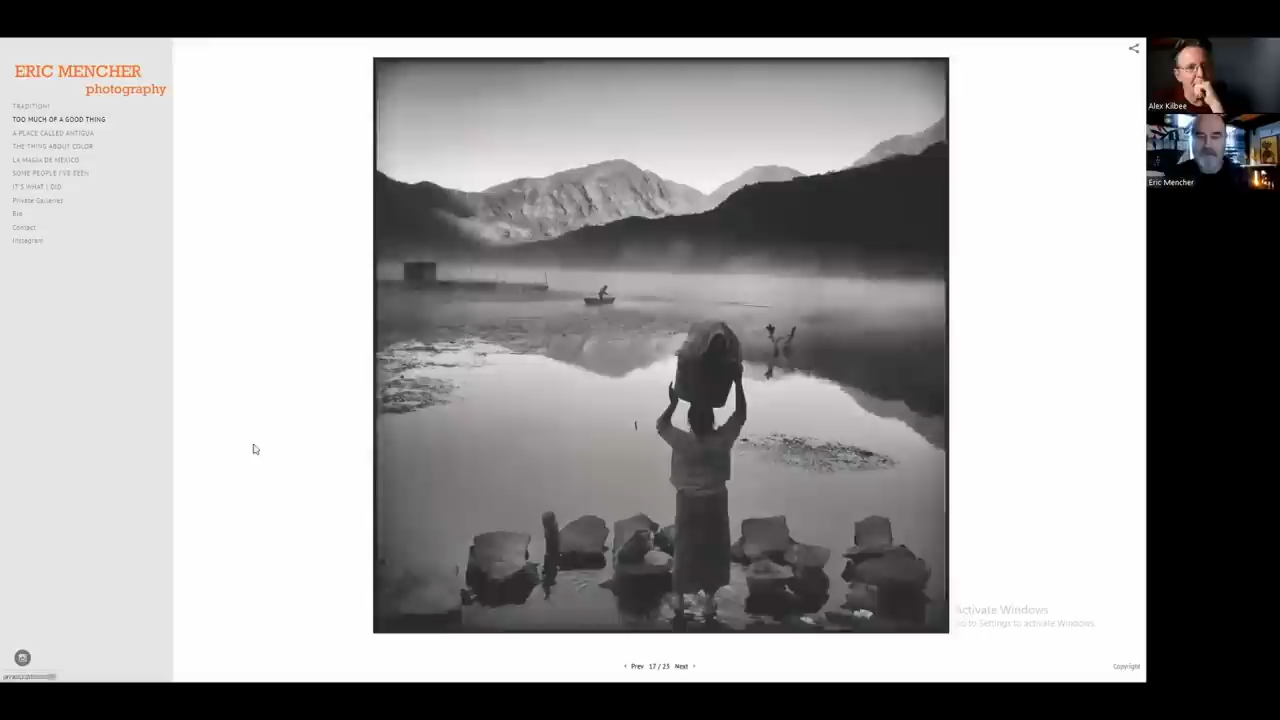 ERIC MENCHER
photography
TRADITION!
TOO MUCH OF A GOOD THING
A PLACE CALLED ANTIGUA
THE THING ABOUT COLOR
LA MAGIA DE MEXICO
SOME PEOPLE I'VE SEEN
IT'S WHAT I DID
Private Galleries
Bio
Contact
Instagram
Alex Kilbee
Eric Mencher
Activate Windows
Go to Settings to activate Windows.
‹ Prev 17 / 23 Next ›
Copyright